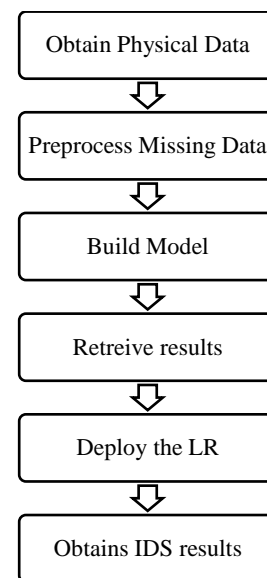 Obtain Physical Data
Preprocess Missing Data
Build Model
Retreive results
Deploy the LR
Obtains IDS results